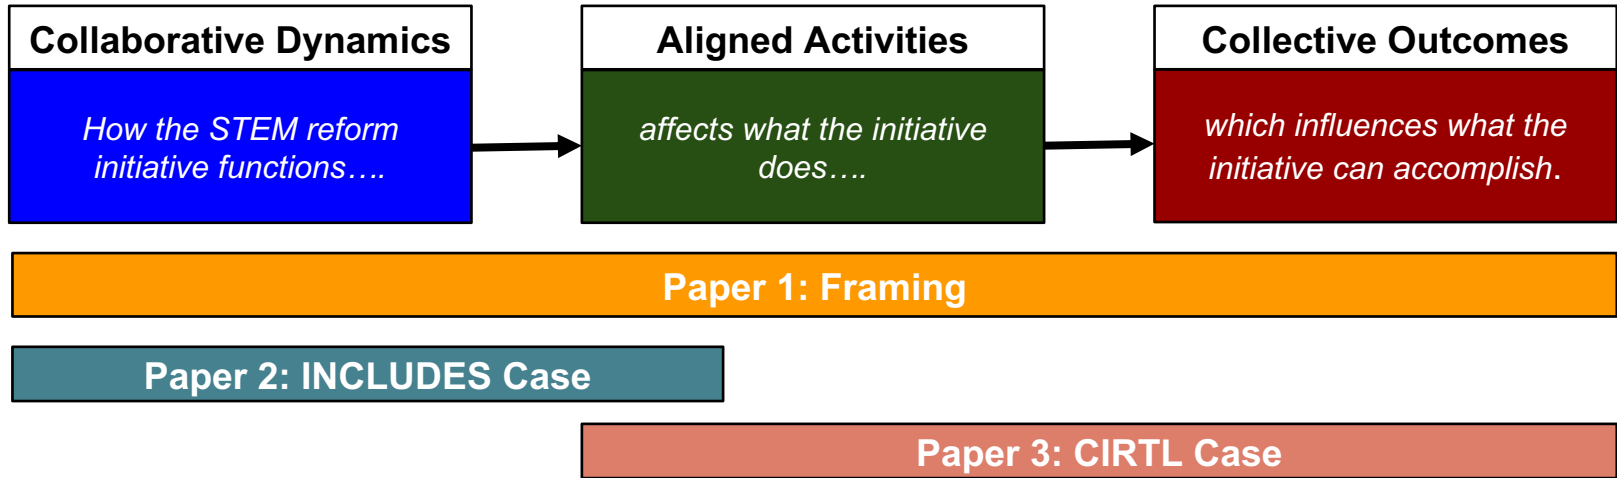 Collaborative Dynamics
How the STEM reform
initiative functions….
Aligned Activities
affects what the initiative
does….
Collective Outcomes
which influences what the
initiative can accomplish.
Paper 1: Framing
Paper 2: INCLUDES Case
Paper 3: CIRTL Case